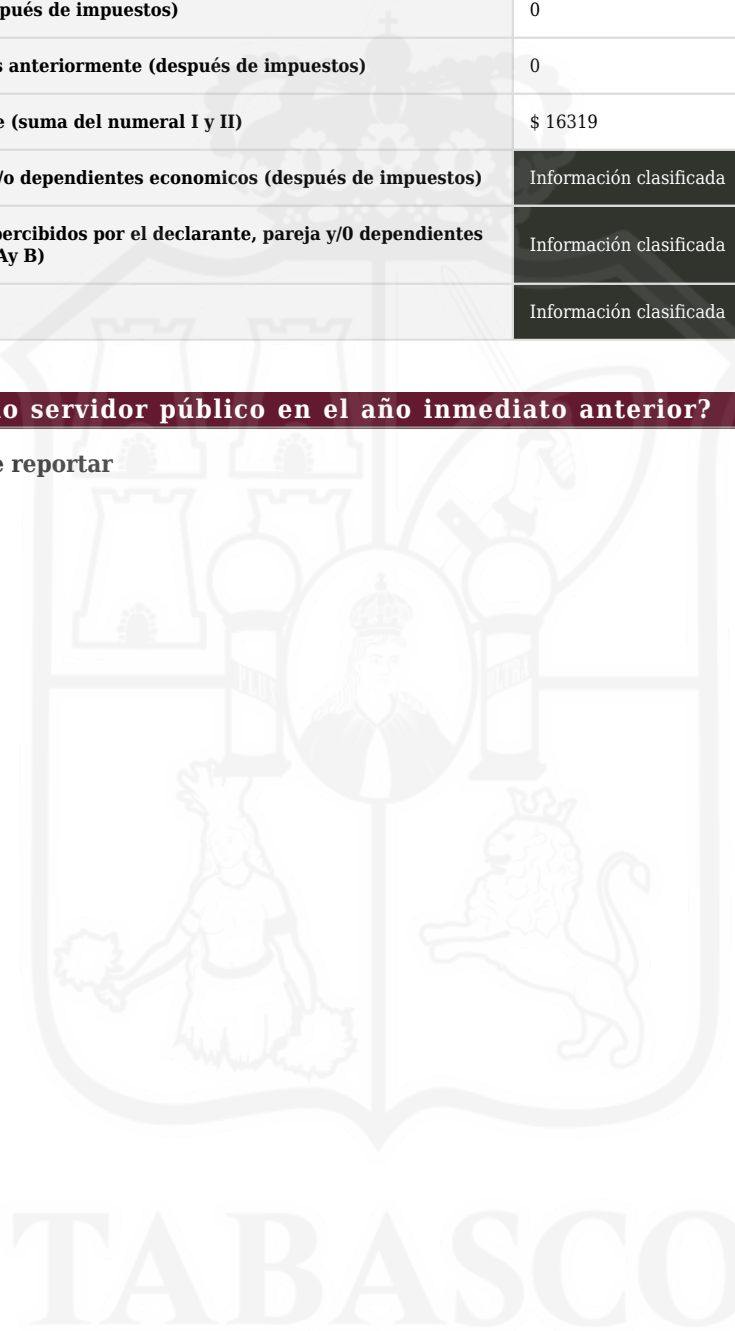 pués de impuestos) 0
s anteriormente (después de impuestos) 0
e (suma del numeral I y II) $ 16319
/o dependientes economicos (después de impuestos) Información clasificada
percibidos por el declarante, pareja y/0 dependientes
Ay B) Información clasificada
Información clasificada
o servidor público en el año inmediato anterior?
e reportar
PLUS ULTRA
TABASCO